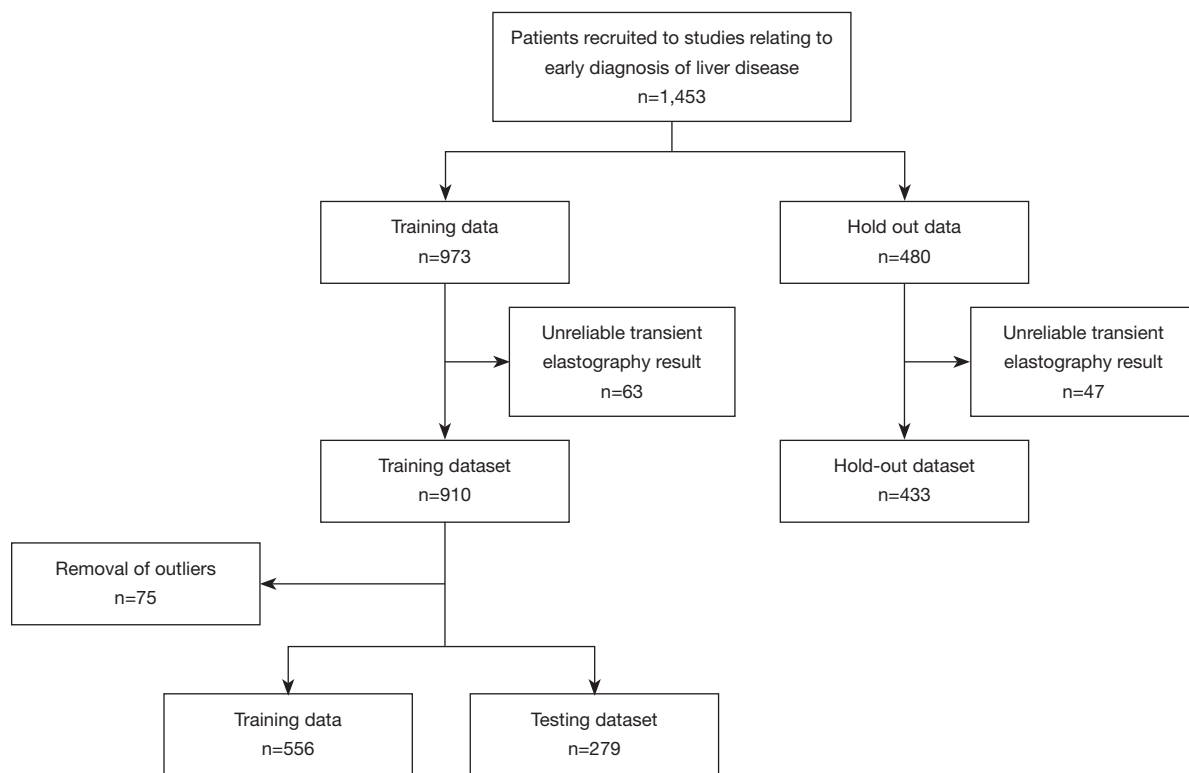 Patients recruited to studies relating to
early diagnosis of liver disease
n=1,453
Training data
n=973
Hold out data
n=480
Unreliable transient
elastography result
n=63
Unreliable transient
elastography result
n=47
Training dataset
n=910
Hold-out dataset
n=433
Removal of outliers
n=75
Training data
n=556
Testing dataset
n=279